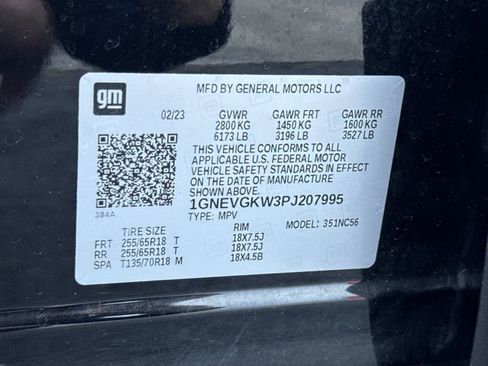 gm
MFD BY GENERAL MOTORS LLC
02/23 GVWR GAWR FRT GAWR RR
2800 KG 1450 KG 1600 KG
6173 LB 3196 LB 3527 LB
THIS VEHICLE CONFORMS TO ALL
APPLICABLE U.S. FEDERAL MOTOR
VEHICLE SAFETY STANDARDS IN EFFECT
ON THE DATE OF MANUFACTURE
SHOWN ABOVE.
1GNEVGKW3PJ207995
384A
TYPE: MPV MODEL: 351NC56
TIRE SIZE RIM
FRT 255/65R18 T 18X7.5J
RR 255/65R18 T 18X7.5J
SPA T135/70R18 M 18X4.5B